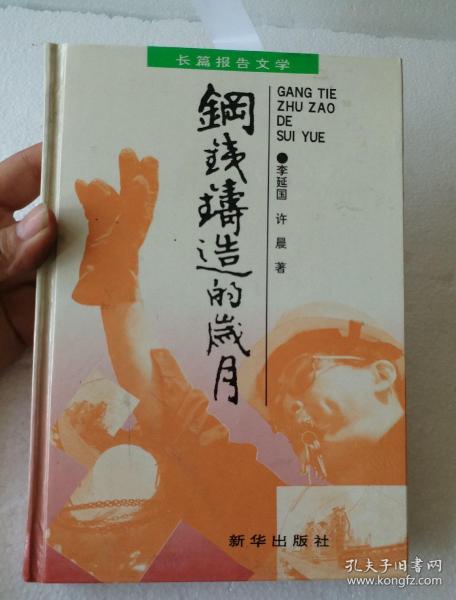 长篇报告文学
GANG TIE
ZHU ZAO
DE
SUI YUE
鋼鉄鑄造的歲月
●李延国 许晨 著
新华出版社
孔夫子旧书网
www.kongfz.com